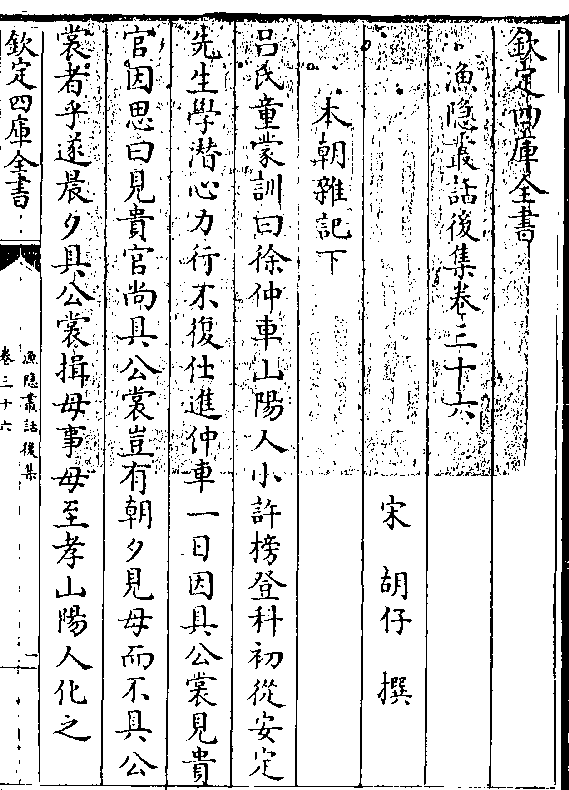 欽定四庫全書
漁隱叢話後集卷三十六
宋 胡仔 撰
本朝雜記下
呂氏童蒙訓曰徐仲車山陽人小許榜登科初從安定
先生學潛心力行不復仕進仲車一日因具公裳見貴
官因思曰見貴官尚具公裳豈有朝夕見母而不具公
裳者乎遂晨夕具公裳揖母事母至孝山陽人化之
欽定四庫全書
漁隱叢話後集
卷三十六
一